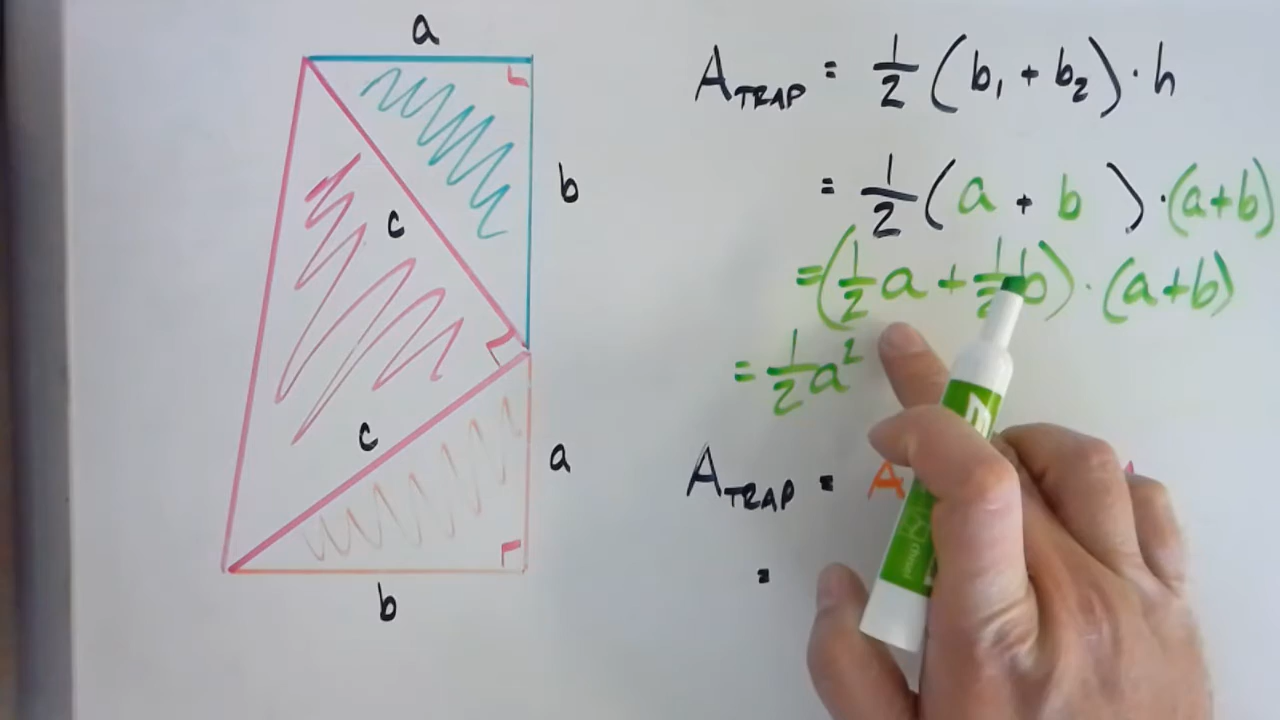 a
b
c
c
a
b
A_TRAP = 1/2 (b₁ + b₂) · h
= 1/2 (a + b) · (a+b)
= (1/2 a + 1/2 b) · (a+b)
= 1/2 a²
A_TRAP = A
=